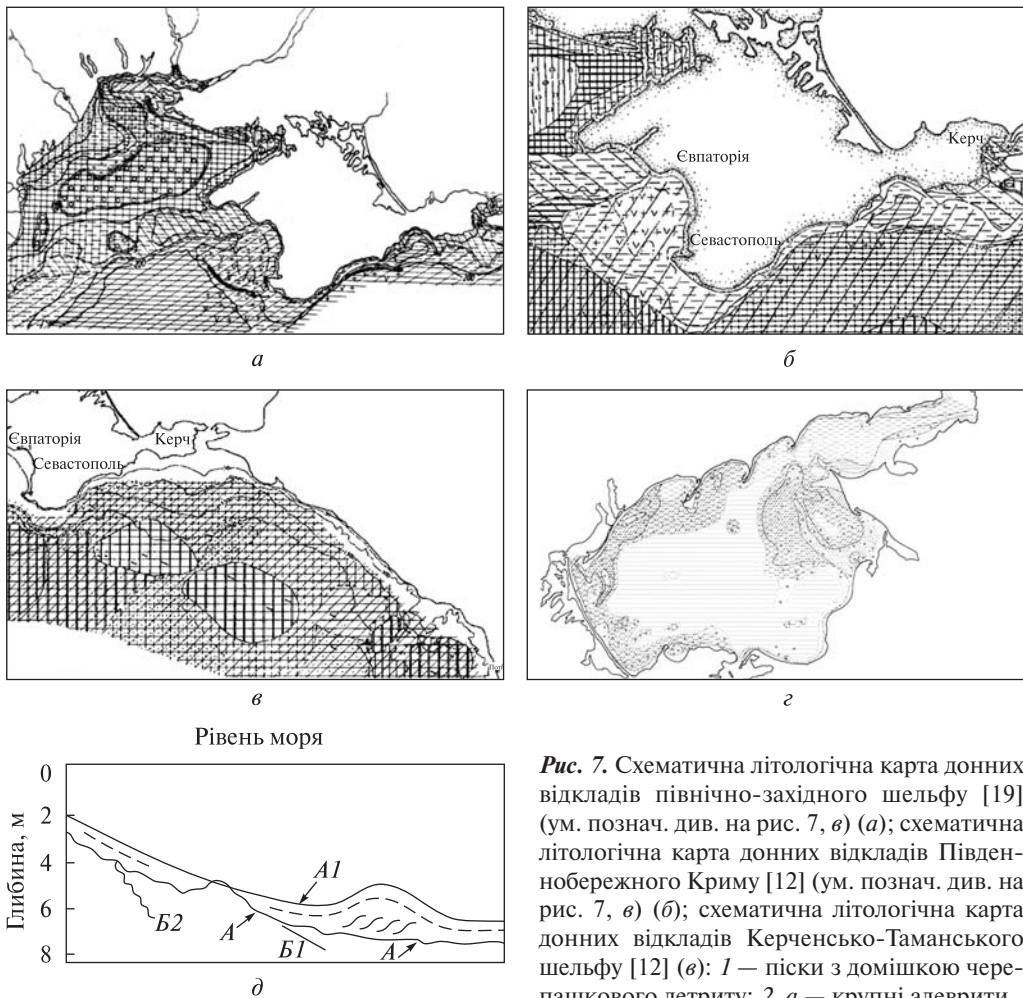 Євпаторія
Керч
Севастополь
а
б
Євпаторія
Керч
Севастополь
в
г
Рівень моря
Глибина, м
0
2
4
6
8
А1
Б2
А
Б1
А
д
Рис. 7. Схематична літологічна карта донних
відкладів північно-західного шельфу [19]
(ум. познач. див. на рис. 7, в) (а); схематична
літологічна карта донних відкладів Півден-
нобережного Криму [12] (ум. познач. див. на
рис. 7, в) (б); схематична літологічна карта
донних відкладів Керченсько-Таманського
шельфу [12] (в): 1 — піски з домішкою чере-
пашкового детриту; 2, а — крупні алеврити